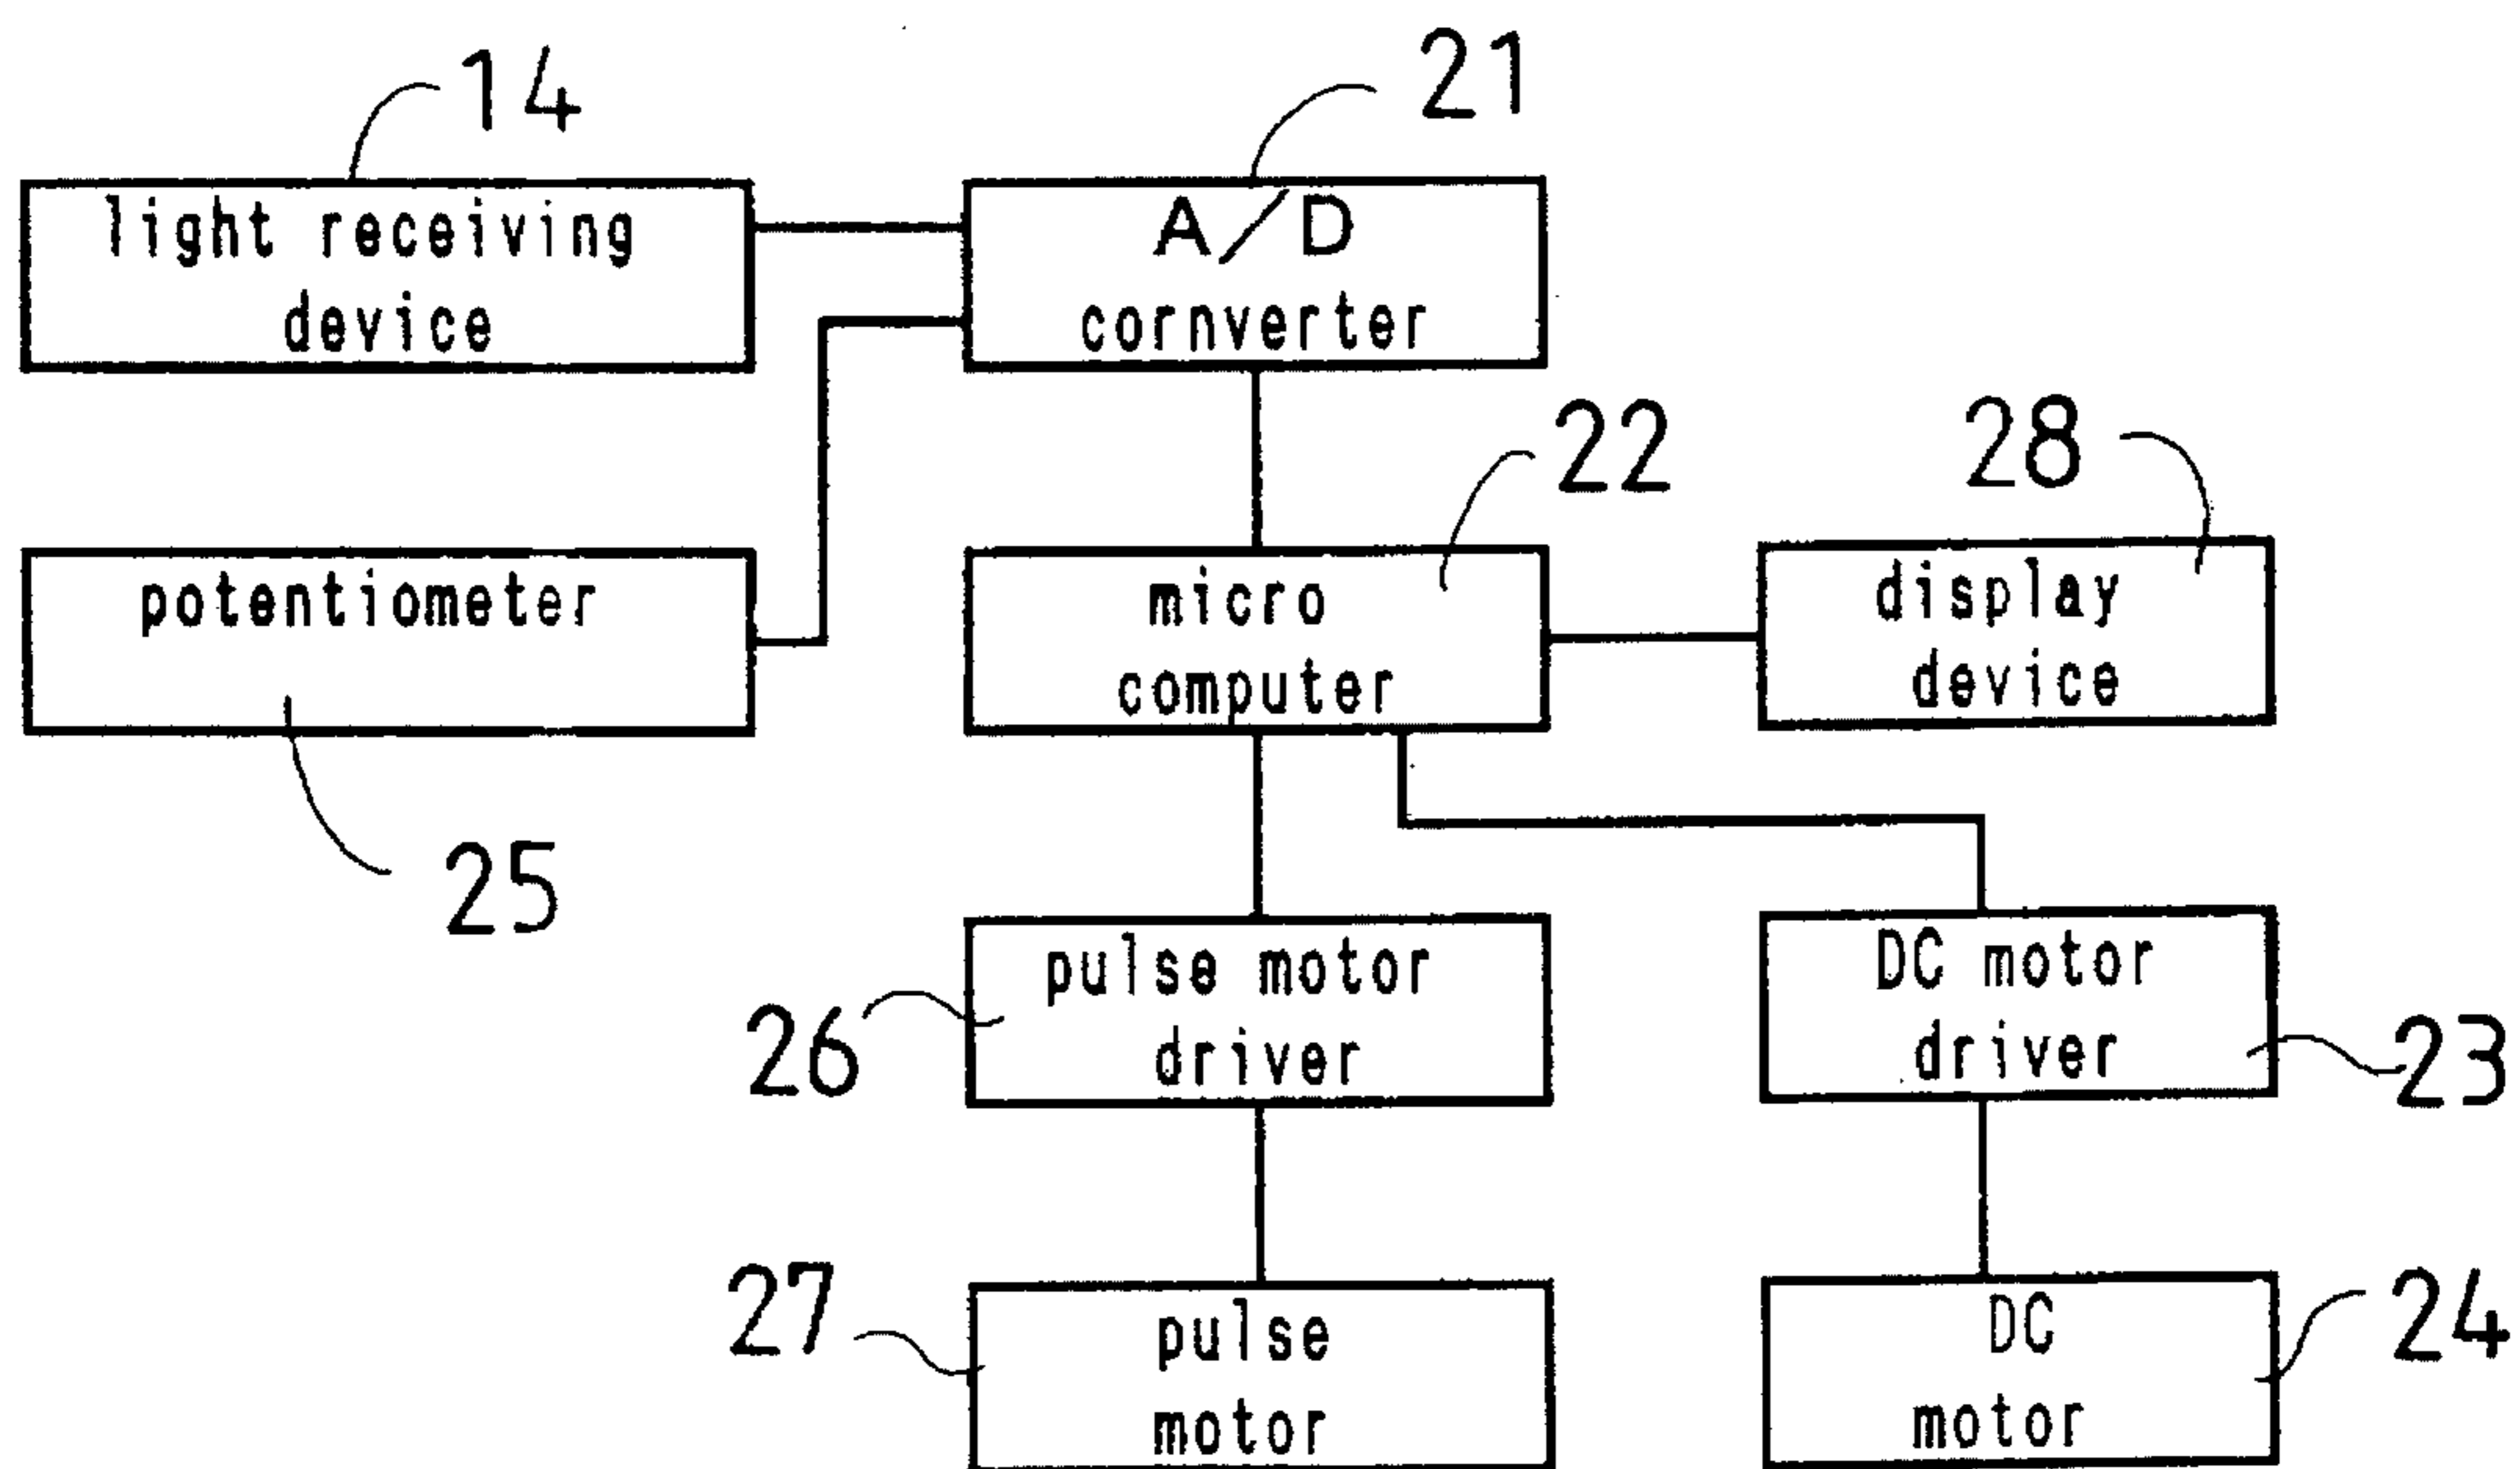 14
21
light receiving
device
A/D
cornverter
22
28
potentiometer
micro
computer
display
device
25
pulse motor
driver
26
DC motor
driver
23
27
pulse
motor
DC
motor
24